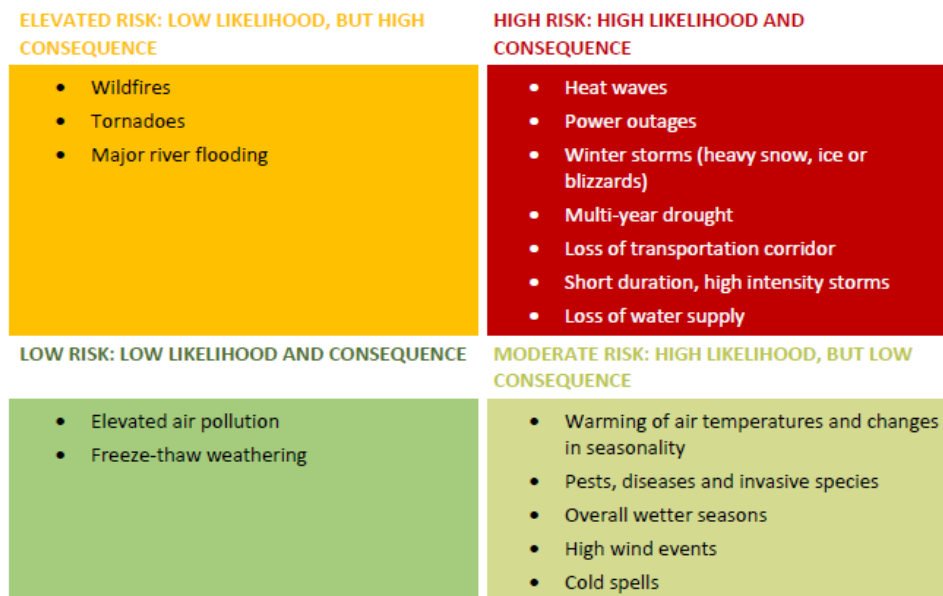 ELEVATED RISK: LOW LIKELIHOOD, BUT HIGH
CONSEQUENCE
• Wildfires
• Tornadoes
• Major river flooding
HIGH RISK: HIGH LIKELIHOOD AND
CONSEQUENCE
• Heat waves
• Power outages
• Winter storms (heavy snow, ice or
blizzards)
• Multi-year drought
• Loss of transportation corridor
• Short duration, high intensity storms
• Loss of water supply
LOW RISK: LOW LIKELIHOOD AND CONSEQUENCE
• Elevated air pollution
• Freeze-thaw weathering
MODERATE RISK: HIGH LIKELIHOOD, BUT LOW
CONSEQUENCE
• Warming of air temperatures and changes
in seasonality
• Pests, diseases and invasive species
• Overall wetter seasons
• High wind events
• Cold spells